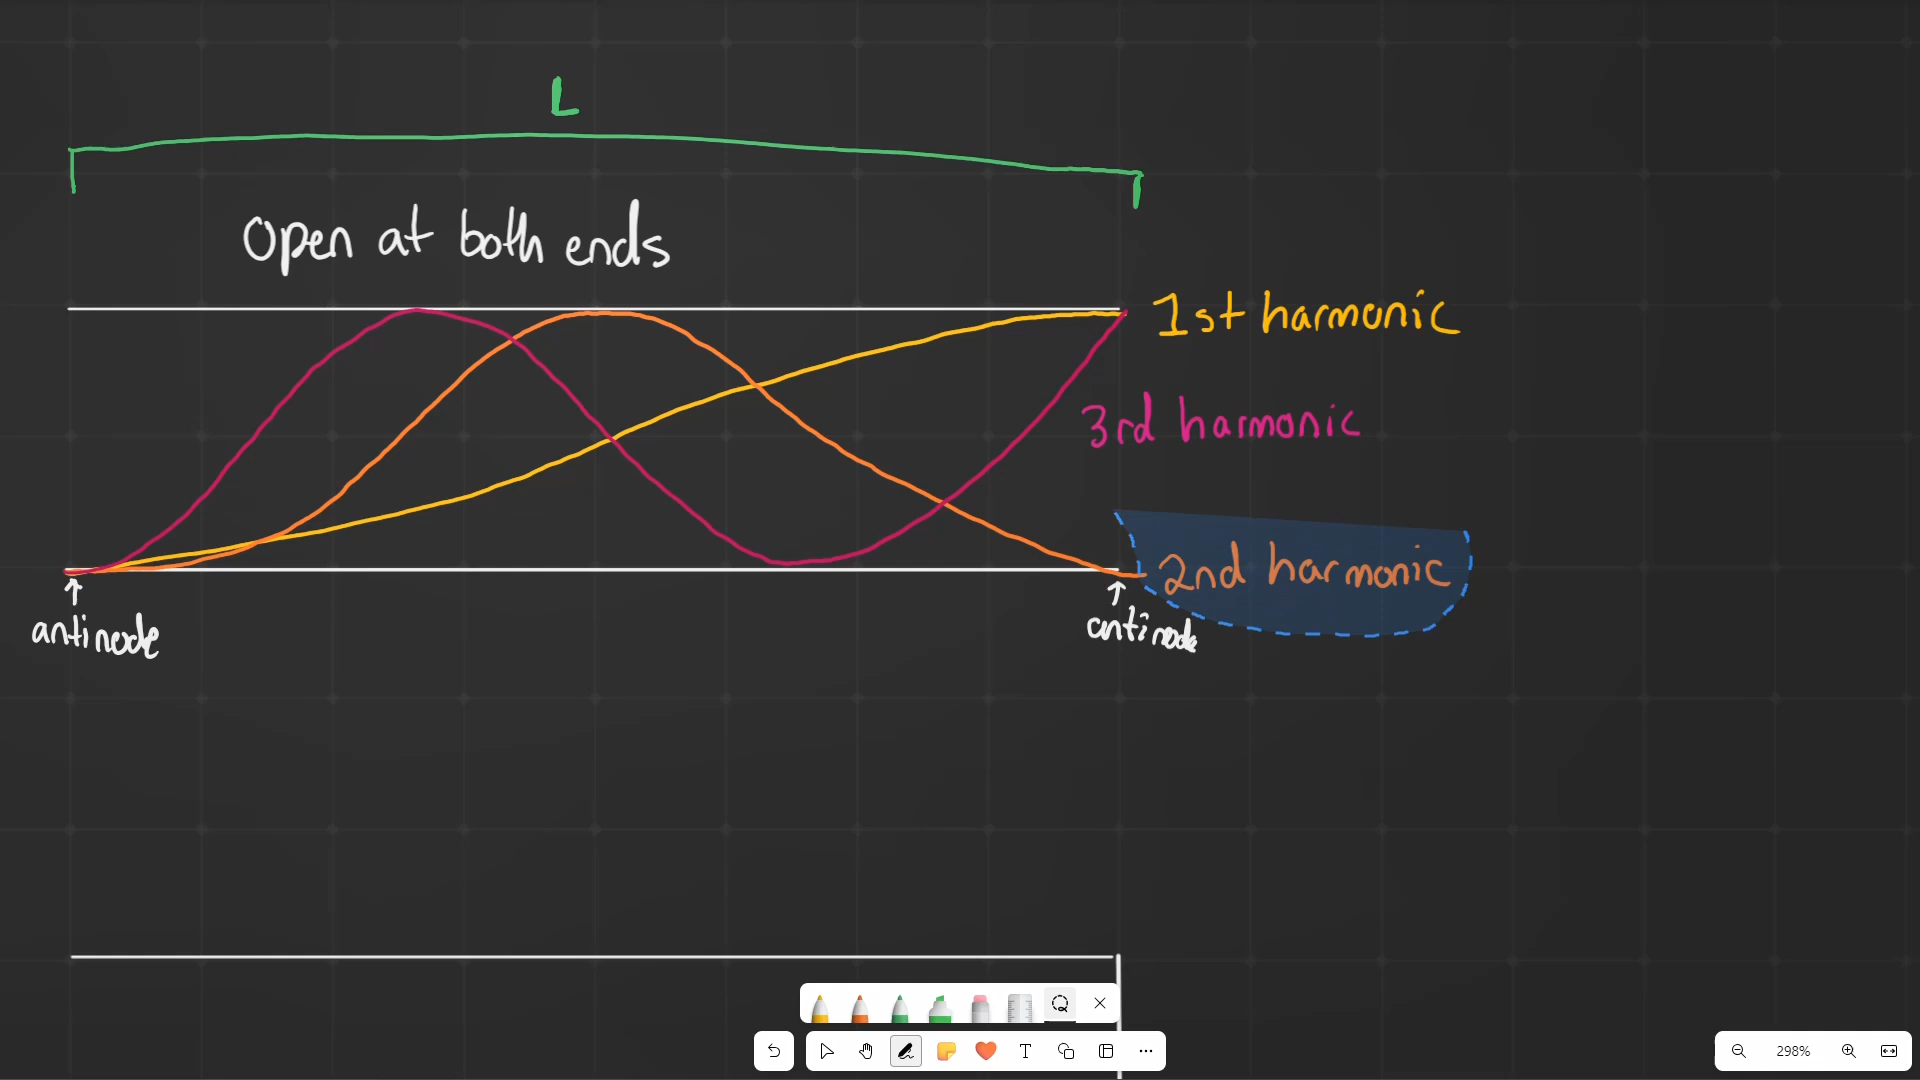 L
Open at both ends
1st harmonic
3rd harmonic
2nd harmonic
antinode
antinode
T
298%